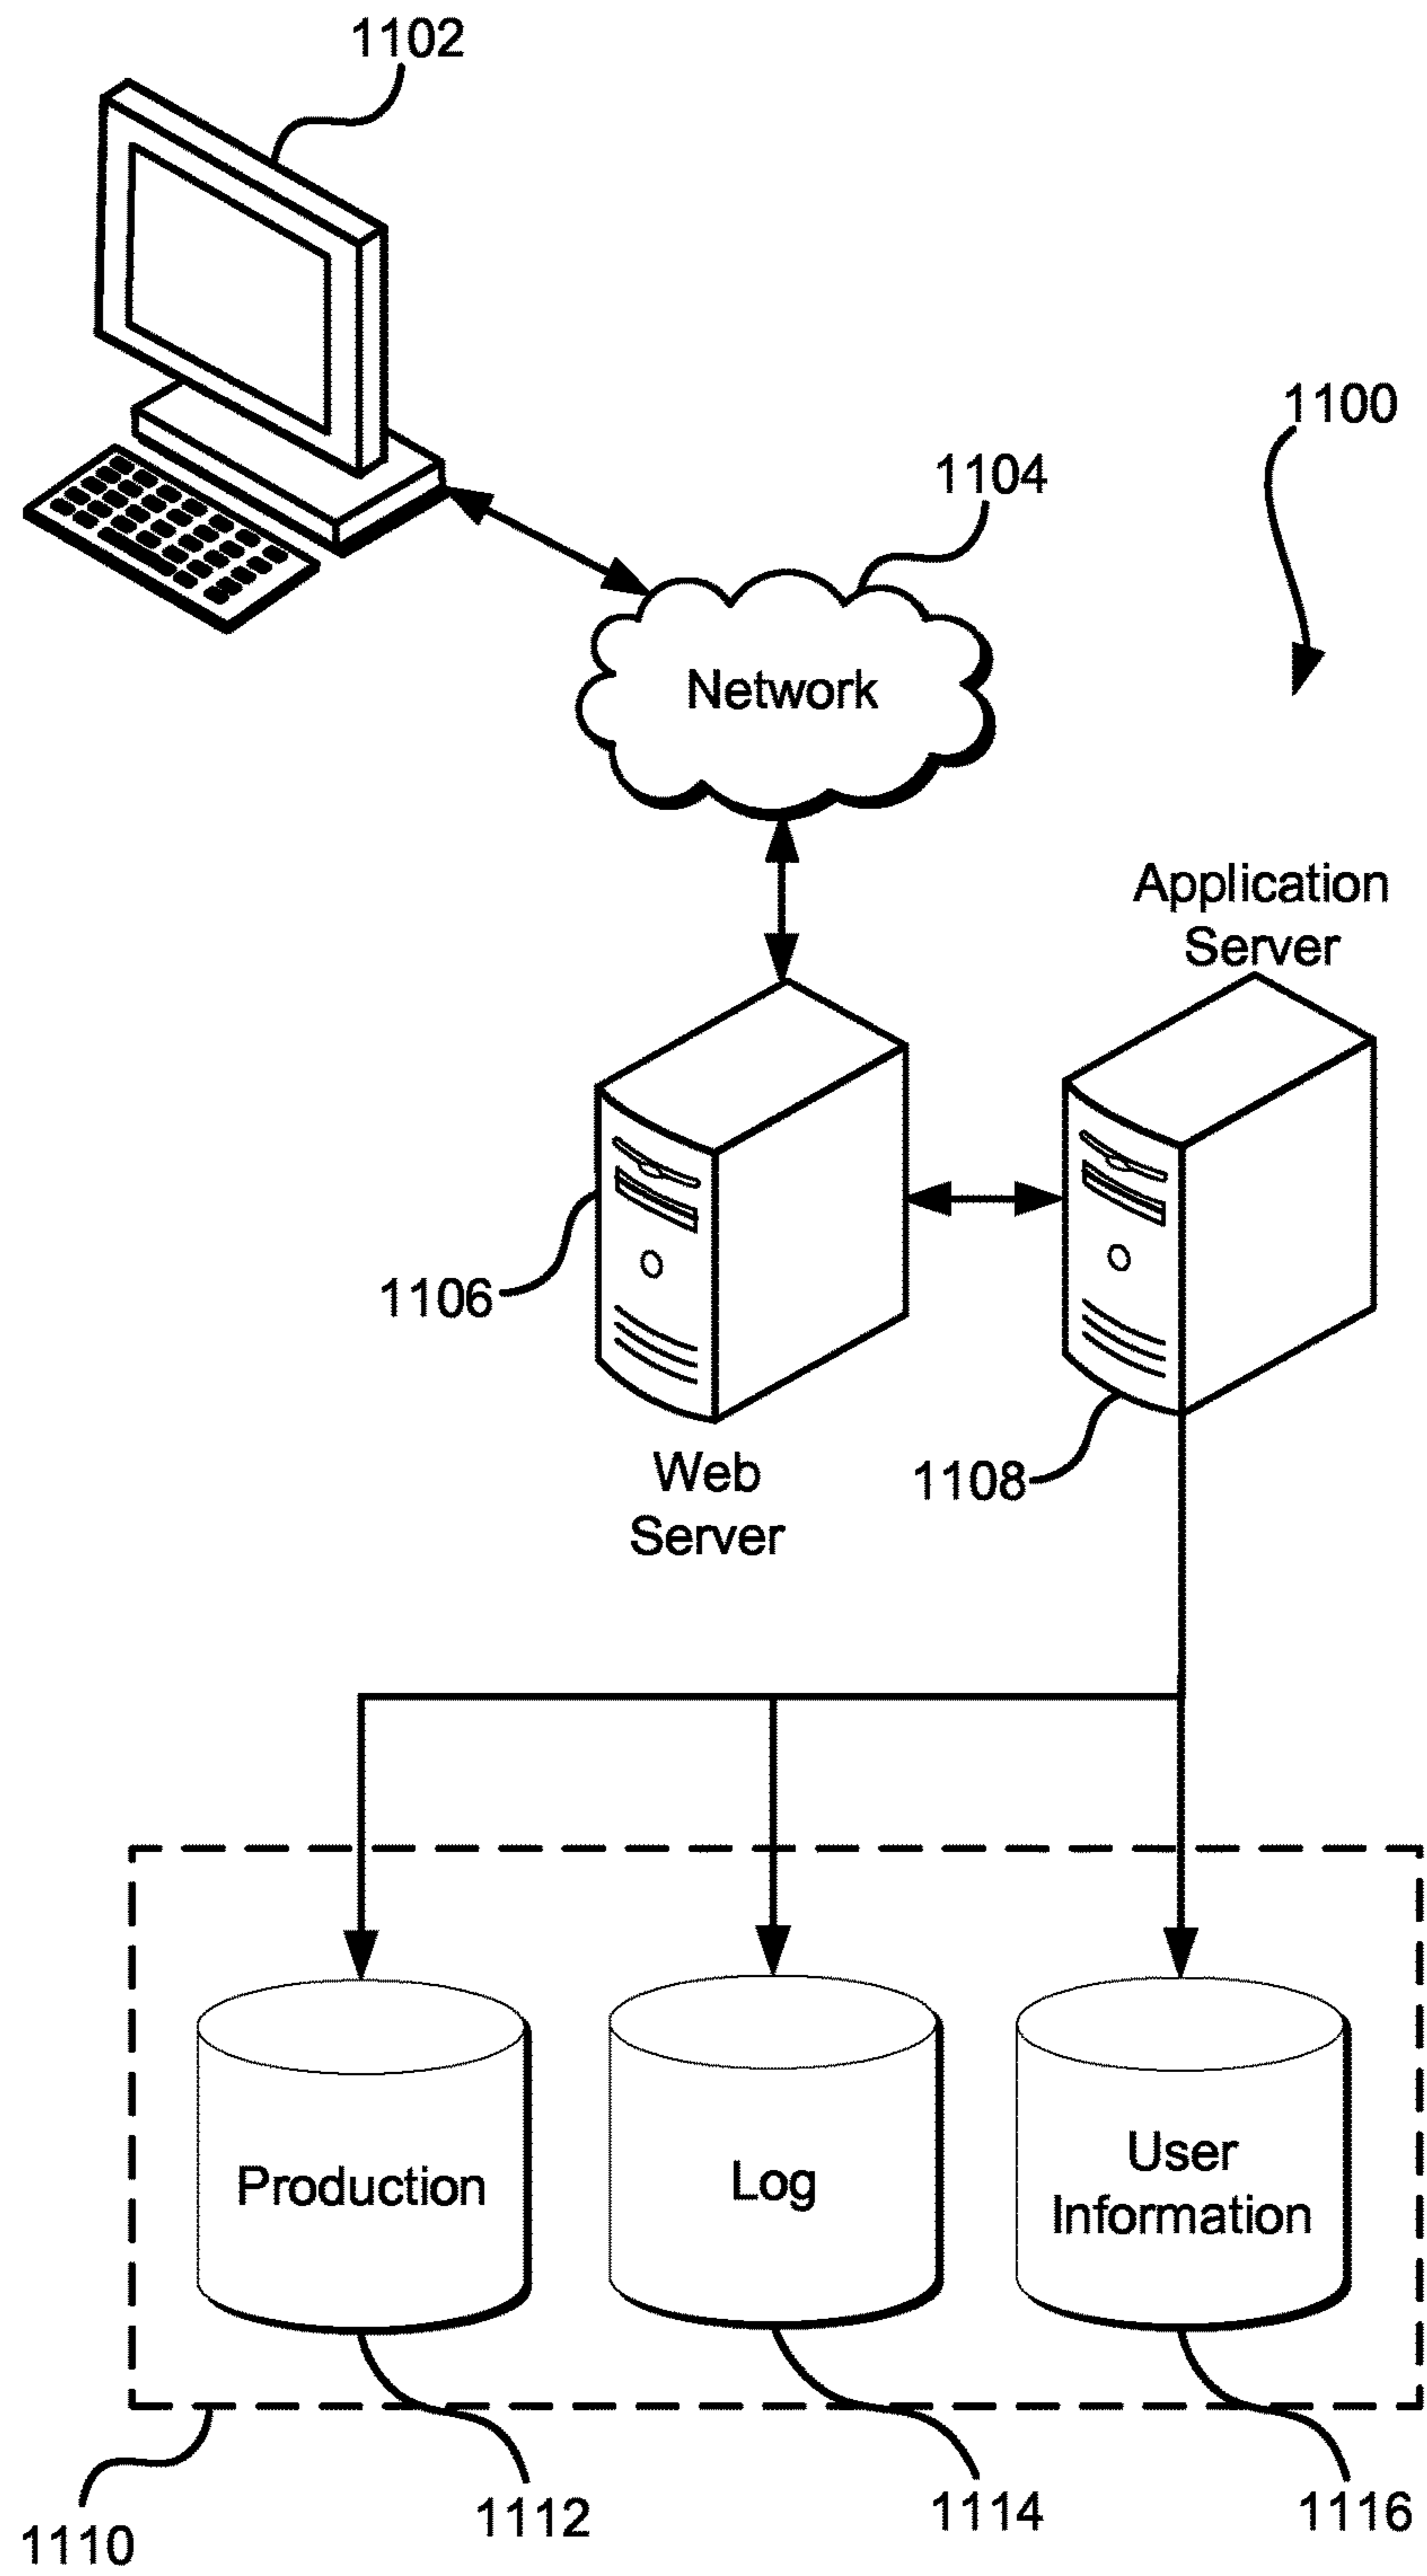 1102
1100
1104
Network
Application
Server
1106
Web
Server
1108
Production
Log
User
Information
1110
1112
1114
1116